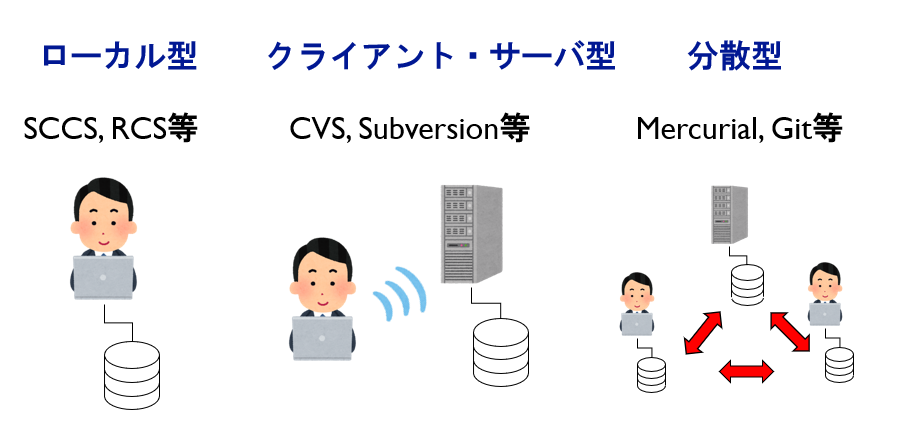 ローカル型
クライアント・サーバ型
分散型
SCCS, RCS等
CVS, Subversion等
Mercurial, Git等